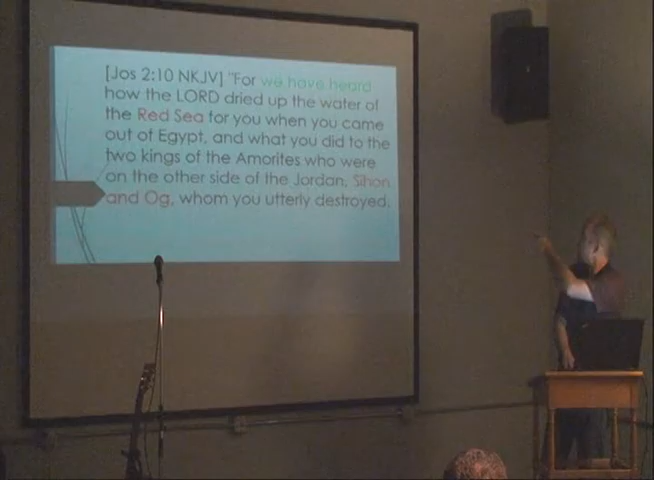 [Jos 2:10 NKJV] "For we have heard
how the LORD dried up the water of
the Red Sea for you when you came
out of Egypt, and what you did to the
two kings of the Amorites who were
on the other side of the Jordan, Sihon
and Og, whom you utterly destroyed.